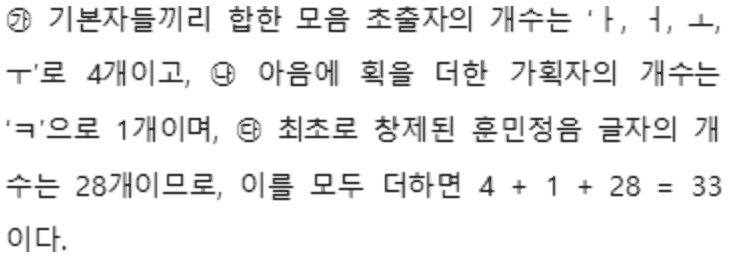 ㉮ 기본자들끼리 합한 모음 초출자의 개수는 'ㅏ, ㅓ, ㅗ,
ㅜ'로 4개이고, ㉯ 아음에 획을 더한 가획자의 개수는
'ㅋ'으로 1개이며, ㉰ 최초로 창제된 훈민정음 글자의 개
수는 28개이므로, 이를 모두 더하면 4 + 1 + 28 = 33
이다.